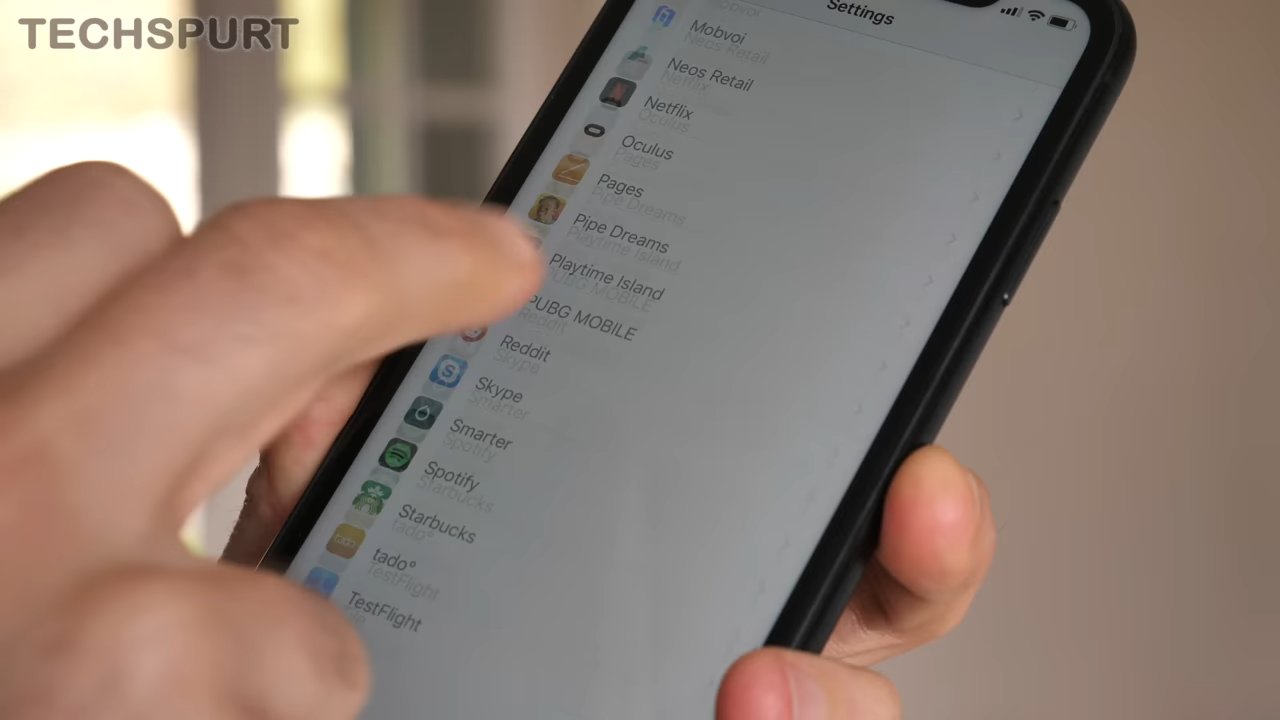 TECHSPURT
Settings
Mobvoi
Neos Retail
Netflix
Oculus
Pages
Pipe Dreams
Playtime Island
PUBG MOBILE
Reddit
Skype
Smarter
Spotify
Starbucks
tado°
TestFlight